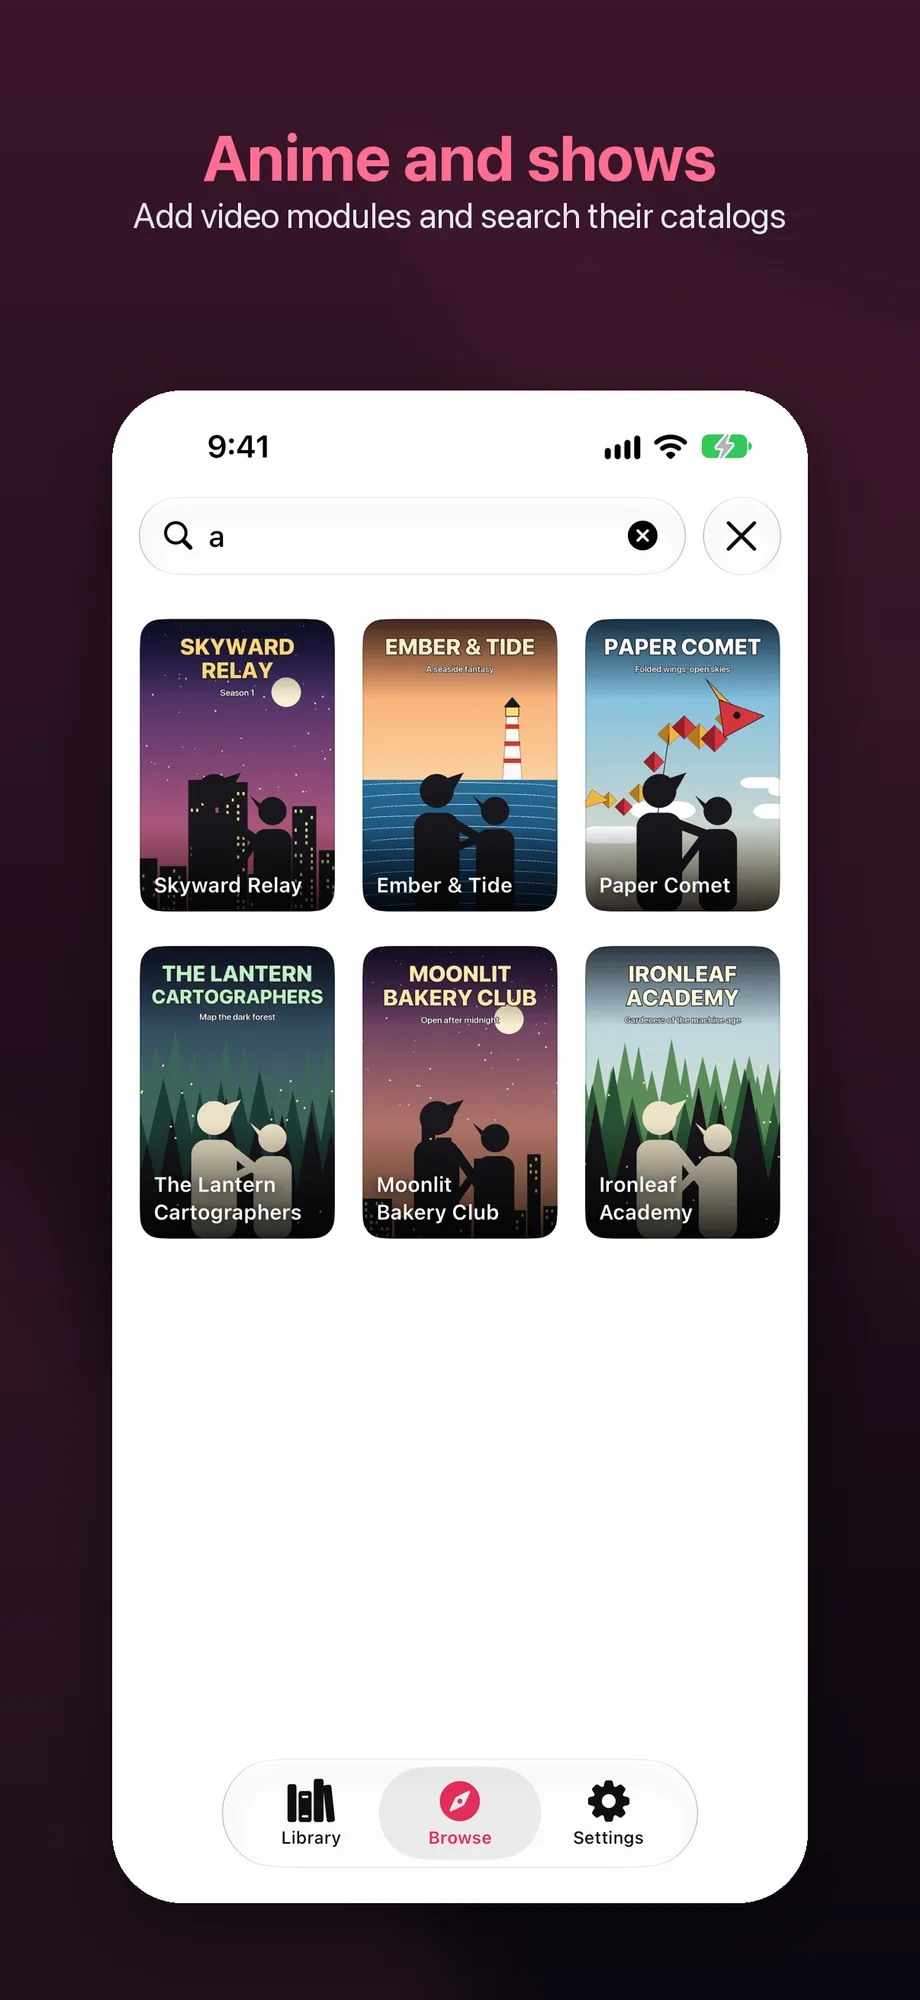 Anime and shows
Add video modules and search their catalogs
9:41
a
SKYWARD
RELAY
Season 1
Skyward Relay
EMBER & TIDE
A seaside fantasy
Ember & Tide
PAPER COMET
Folded wings, open skies
Paper Comet
THE LANTERN
CARTOGRAPHERS
Map the dark forest
The Lantern
Cartographers
MOONLIT
BAKERY CLUB
Open after midnight
Moonlit
Bakery Club
IRONLEAF
ACADEMY
Gardeners of the machine age
Ironleaf
Academy
Library
Browse
Settings